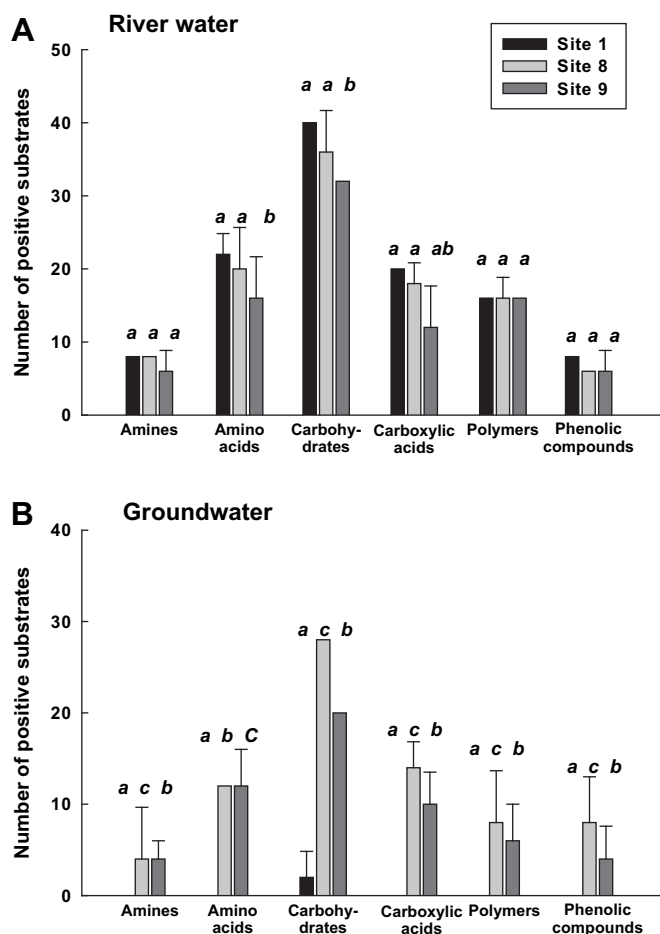 A River water
Site 1
Site 8
Site 9
Number of positive substrates
50
40
30
20
10
0
a a a
a a b
a a b
a a ab
a a a
a a a
Amines
Amino
acids
Carbohy-
drates
Carboxylic
acids
Polymers
Phenolic
compounds
B Groundwater
Number of positive substrates
40
30
20
10
0
a c b
a b C
a c b
a c b
a c b
a c b
Amines
Amino
acids
Carbohy-
drates
Carboxylic
acids
Polymers
Phenolic
compounds